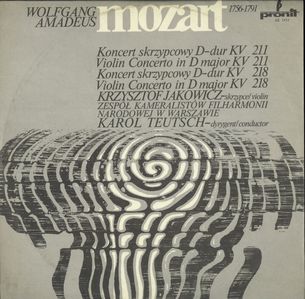 WOLFGANG
AMADEUS
mozart
1756-1791
pronit
Koncert skrzypcowy D-dur KV 211
Violin Concerto in D major KV 211
Koncert skrzypcowy D-dur KV 218
Violin Concerto in D major KV 218
KRZYSZTOF JAKOWICZ-skrzypce/violin
ZESPÓŁ KAMERALISTÓW FILHARMONII
NARODOWEJ W WARSZAWIE
KAROL TEUTSCH-dyrygent/conductor